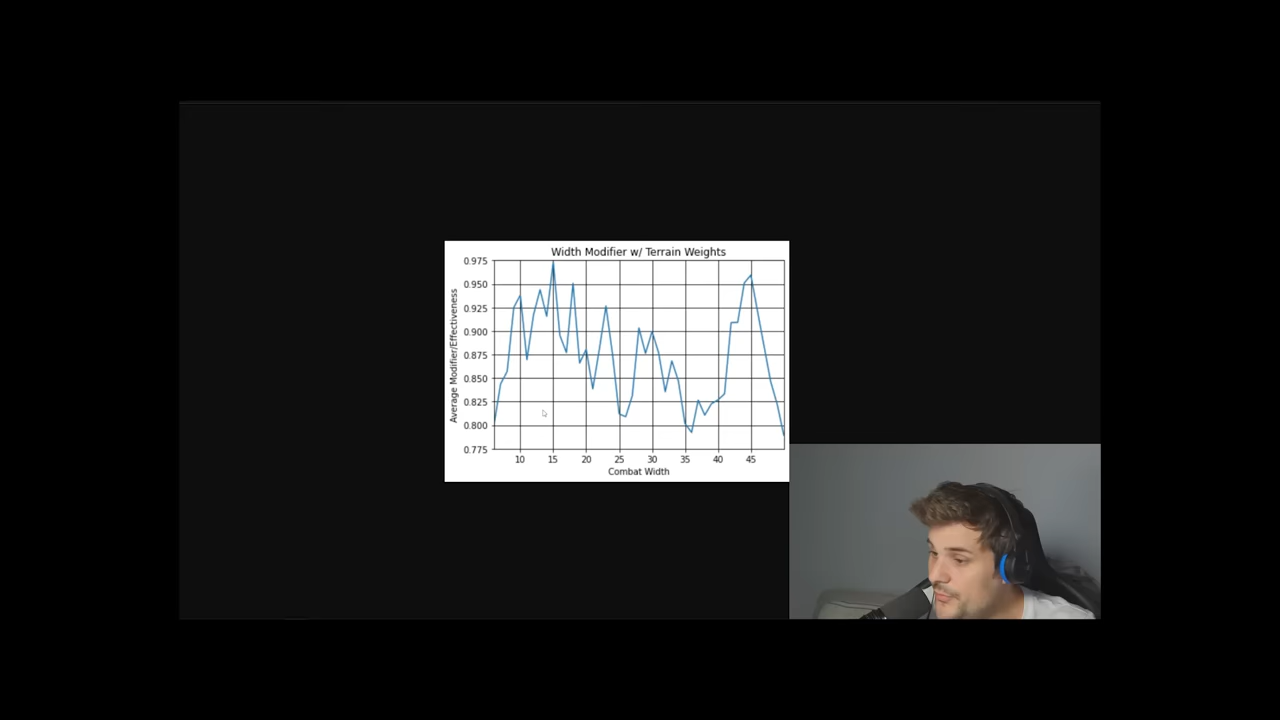 Width Modifier w/ Terrain Weights
Average Modifier/Effectiveness
0.975
0.950
0.925
0.900
0.875
0.850
0.825
0.800
0.775
10 15 20 25 30 35 40 45
Combat Width